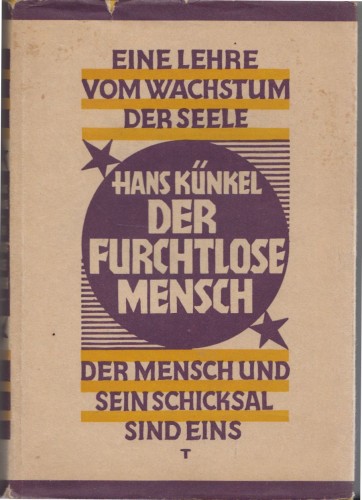 EINE LEHRE
VOM WACHSTUM
DER SEELE
HANS KÜNKEL
DER
FURCHTLOSE
MENSCH
DER MENSCH UND
SEIN SCHICKSAL
SIND EINS
T